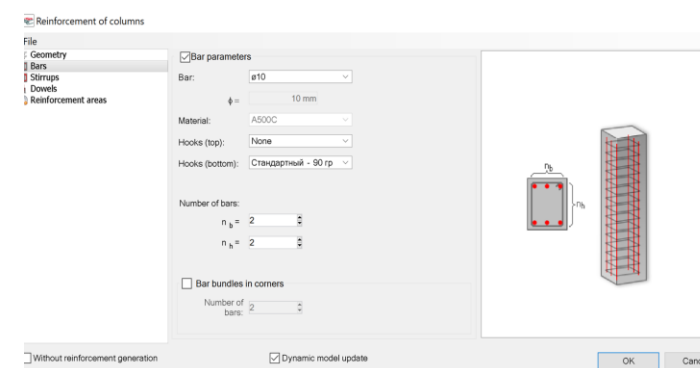 Reinforcement of columns
File
Geometry
Bars
Stirrups
Dowels
Reinforcement areas
Bar parameters
Bar: ø10
ϕ = 10 mm
Material: A500C
Hooks (top): None
Hooks (bottom): Стандартный - 90 гр
Number of bars:
n b = 2
n h = 2
Bar bundles in corners
Number of bars: 2
nb
nh
Without reinforcement generation
Dynamic model update
OK